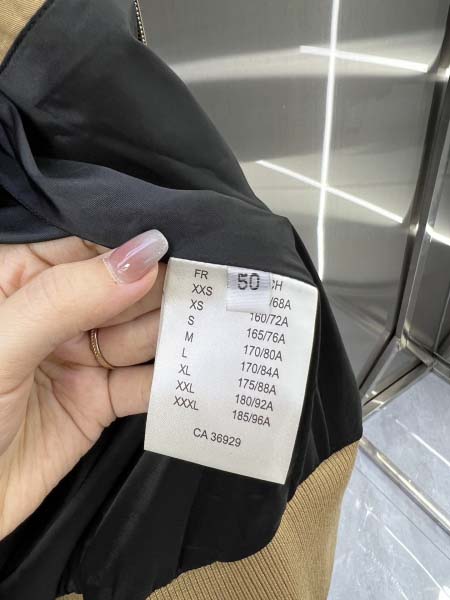 FR CH
50
XXS /68A
XS 160/72A
S 165/76A
M 170/80A
L 170/84A
XL 175/88A
XXL 180/92A
XXXL 185/96A
CA 36929